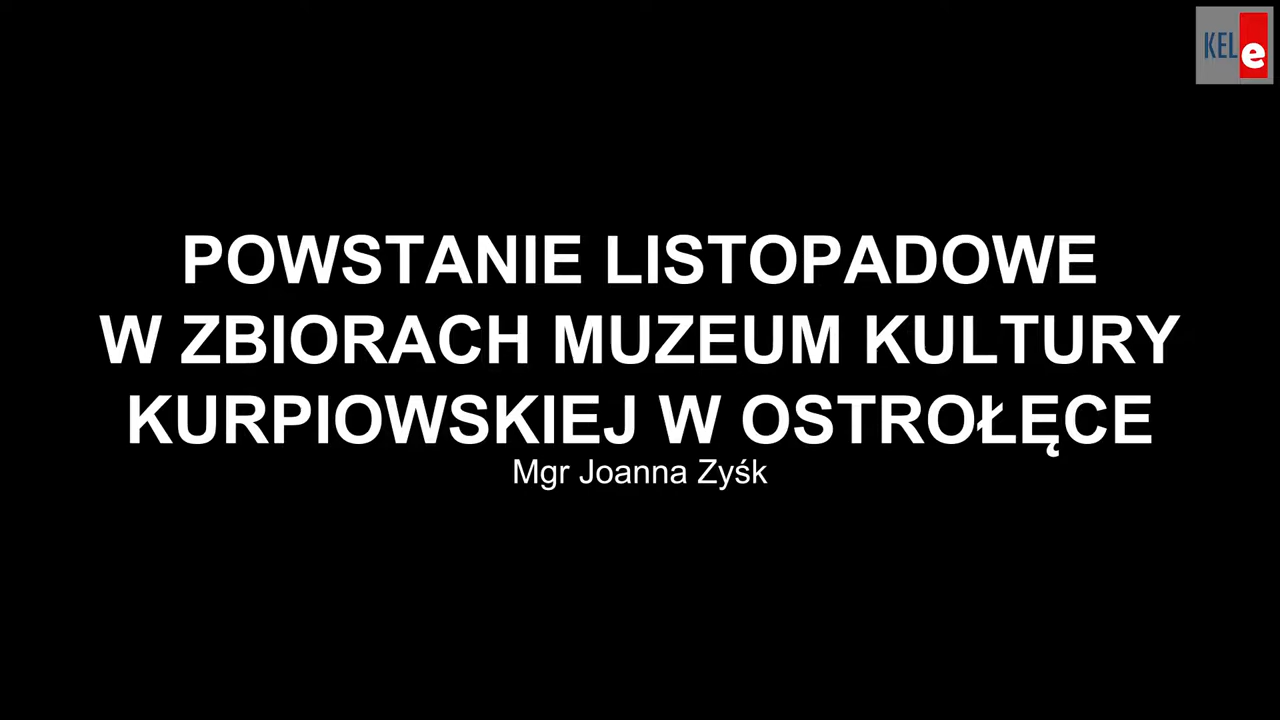 KEL e
POWSTANIE LISTOPADOWE
W ZBIORACH MUZEUM KULTURY
KURPIOWSKIEJ W OSTROŁĘCE
Mgr Joanna Zyśk